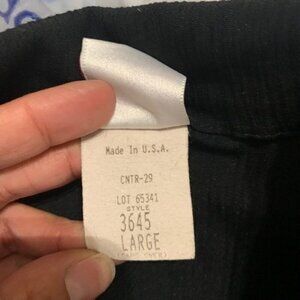 Made In U.S.A.
CNTR-29
LOT 65341
STYLE
3645
LARGE